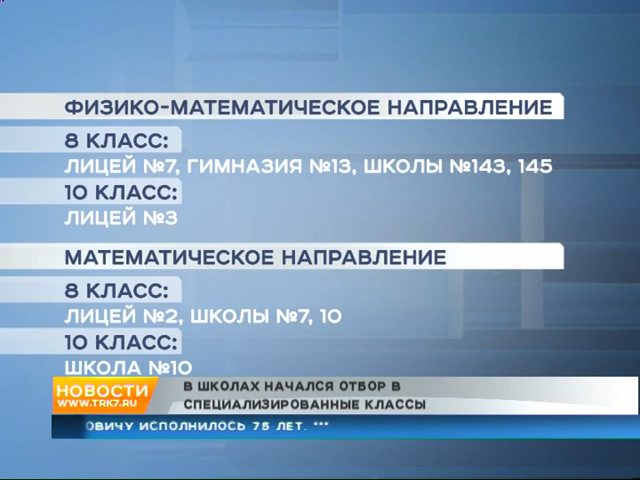 ФИЗИКО-МАТЕМАТИЧЕСКОЕ НАПРАВЛЕНИЕ
8 КЛАСС:
ЛИЦЕЙ №7, ГИМНАЗИЯ №13, ШКОЛЫ №143, 145
10 КЛАСС:
ЛИЦЕЙ №3
МАТЕМАТИЧЕСКОЕ НАПРАВЛЕНИЕ
8 КЛАСС:
ЛИЦЕЙ №2, ШКОЛЫ №7, 10
10 КЛАСС:
ШКОЛА №10
НОВОСТИ
WWW.TRK7.RU
В ШКОЛАХ НАЧАЛСЯ ОТБОР В
СПЕЦИАЛИЗИРОВАННЫЕ КЛАССЫ
ОВИЧУ ИСПОЛНИЛОСЬ 75 ЛЕТ. ***